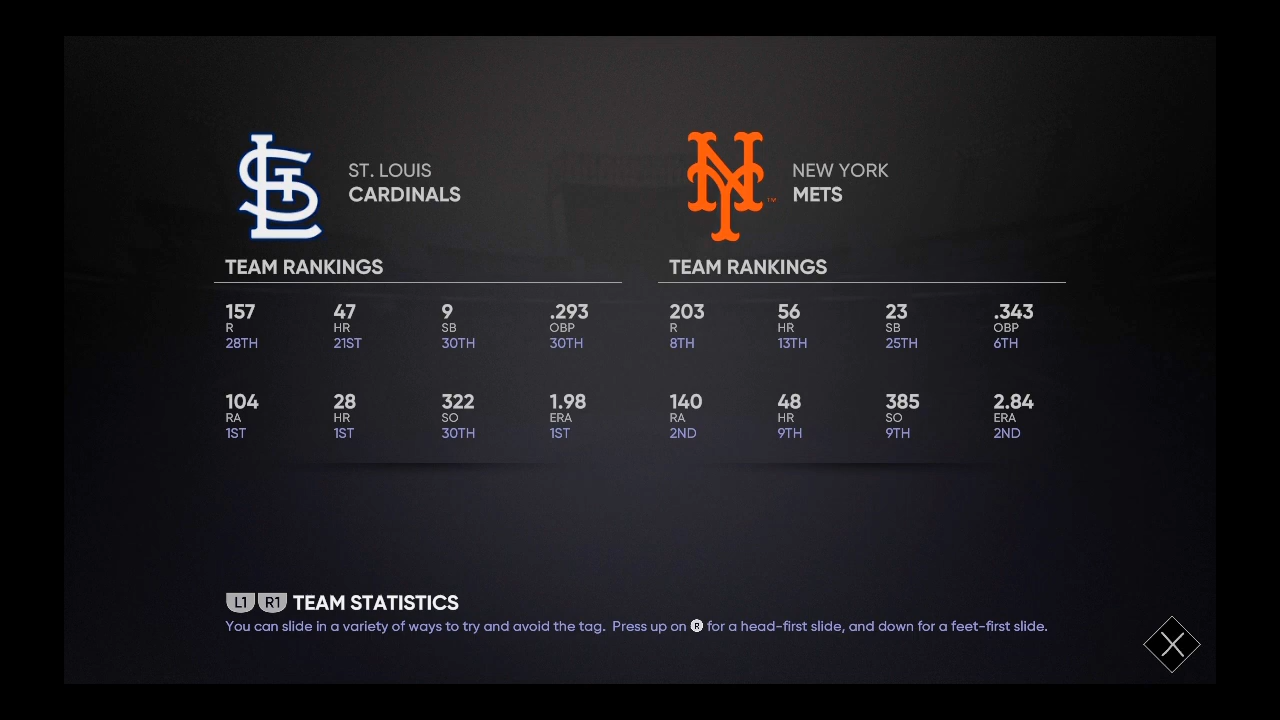 ST. LOUIS
CARDINALS
TEAM RANKINGS
157 47 9 .293
R HR SB OBP
28TH 21ST 30TH 30TH
104 28 322 1.98
RA HR SO ERA
1ST 1ST 30TH 1ST
NY TM
NEW YORK
METS
TEAM RANKINGS
203 56 23 .343
R HR SB OBP
8TH 13TH 25TH 6TH
140 48 385 2.84
RA HR SO ERA
2ND 9TH 9TH 2ND
L1 R1 TEAM STATISTICS
You can slide in a variety of ways to try and avoid the tag. Press up on R for a head-first slide, and down for a feet-first slide.